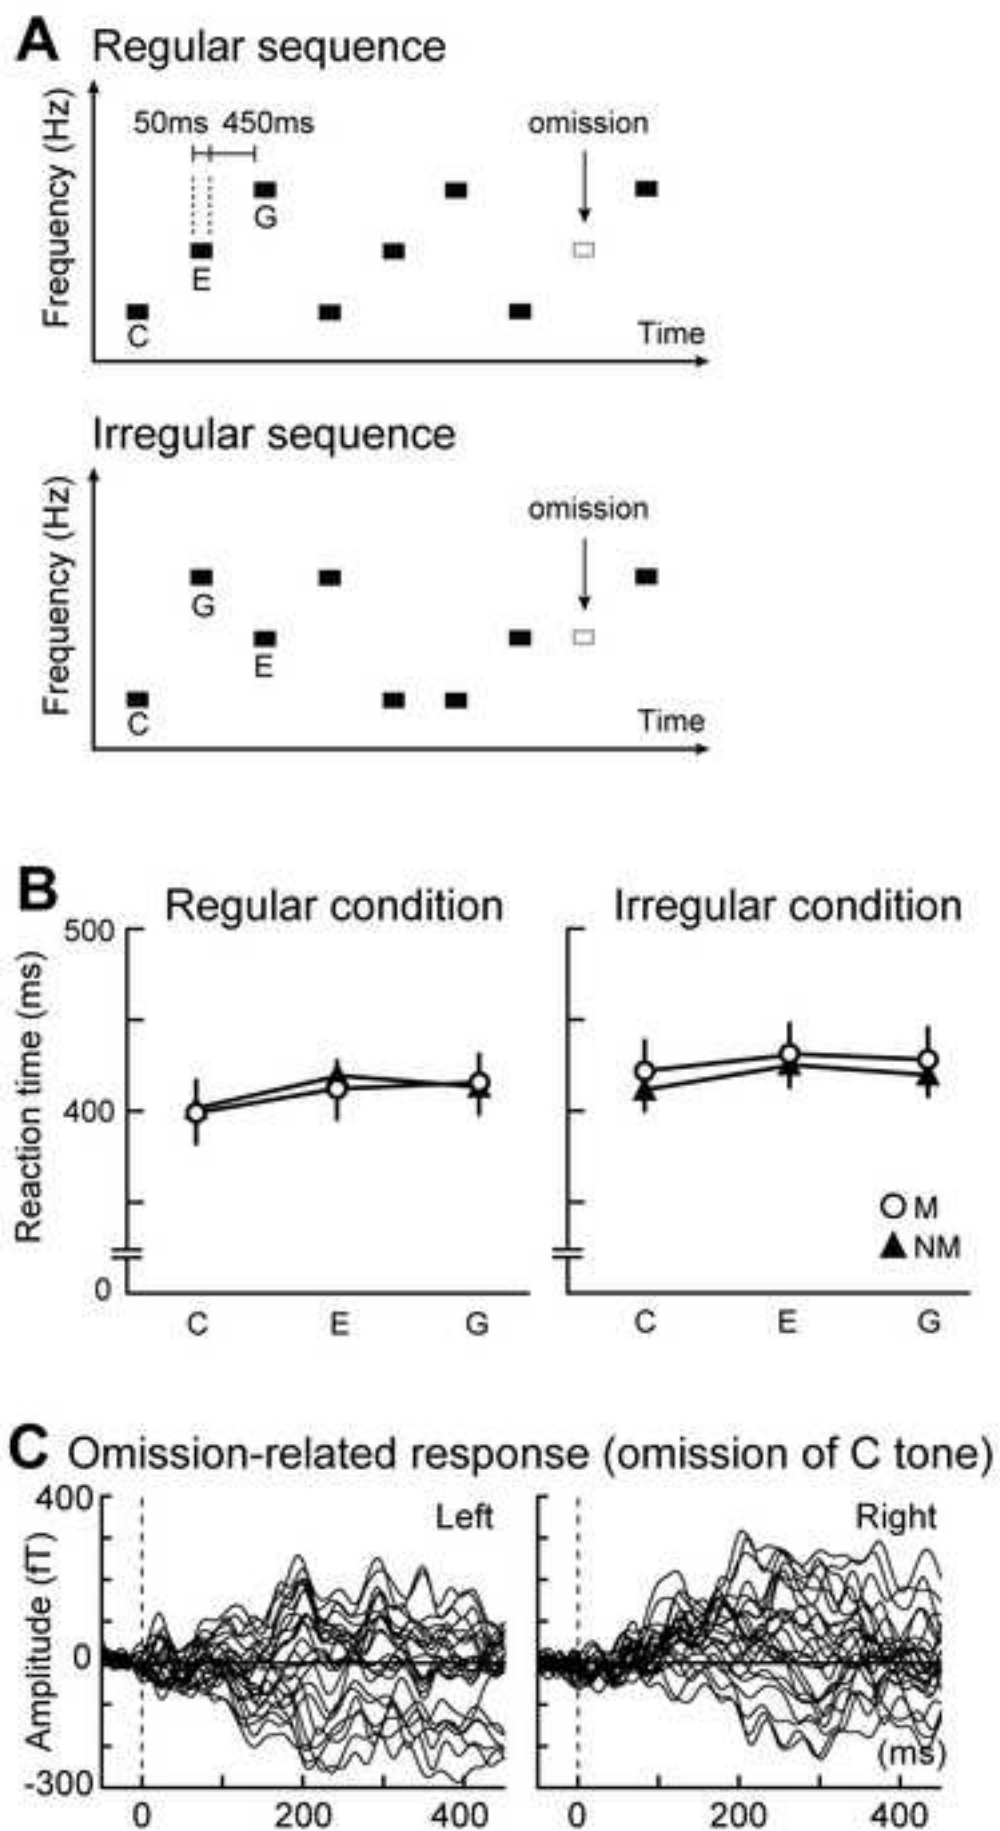 A Regular sequence
Frequency (Hz)
50ms 450ms
omission
G
E
C
Time
Irregular sequence
Frequency (Hz)
omission
G
E
C
Time
B
Regular condition
Irregular condition
Reaction time (ms)
500
400
0
C E G
C E G
M
NM
C Omission-related response (omission of C tone)
Amplitude (fT)
400
0
-300
Left
Right
(ms)
0 200 400
0 200 400